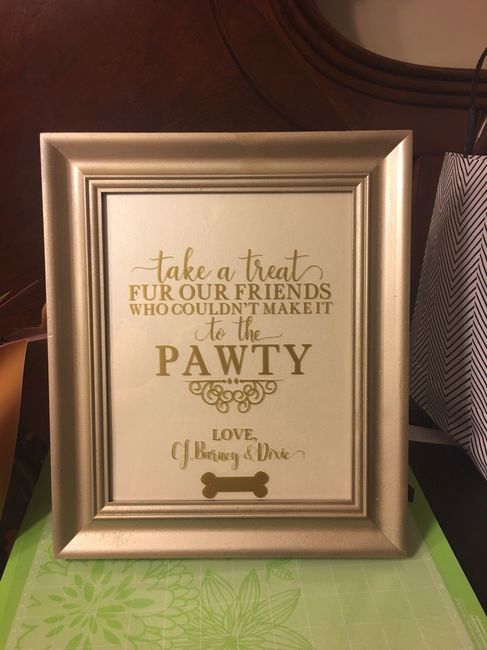 take a treat
FUR OUR FRIENDS
WHO COULDN'T MAKE IT
to the
PAWTY
LOVE,
CJ, Barney & Dixie